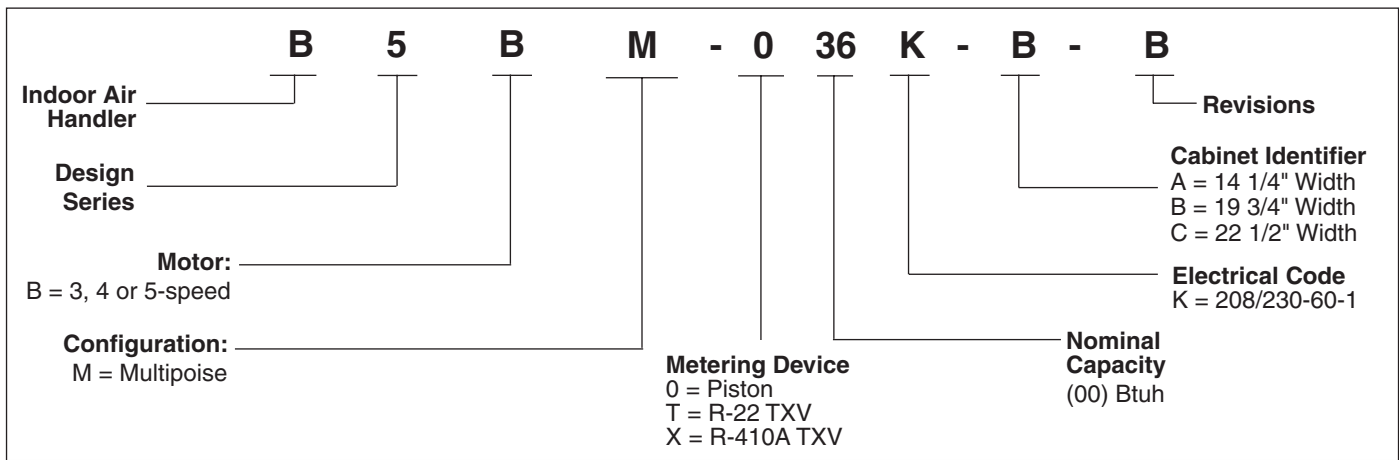 B 5 B M - 0 36 K - B - B
Indoor Air
Handler
Revisions
Cabinet Identifier
A = 14 1/4" Width
B = 19 3/4" Width
C = 22 1/2" Width
Design
Series
Motor:
B = 3, 4 or 5-speed
Electrical Code
K = 208/230-60-1
Configuration:
M = Multipoise
Nominal
Capacity
(00) Btuh
Metering Device
0 = Piston
T = R-22 TXV
X = R-410A TXV